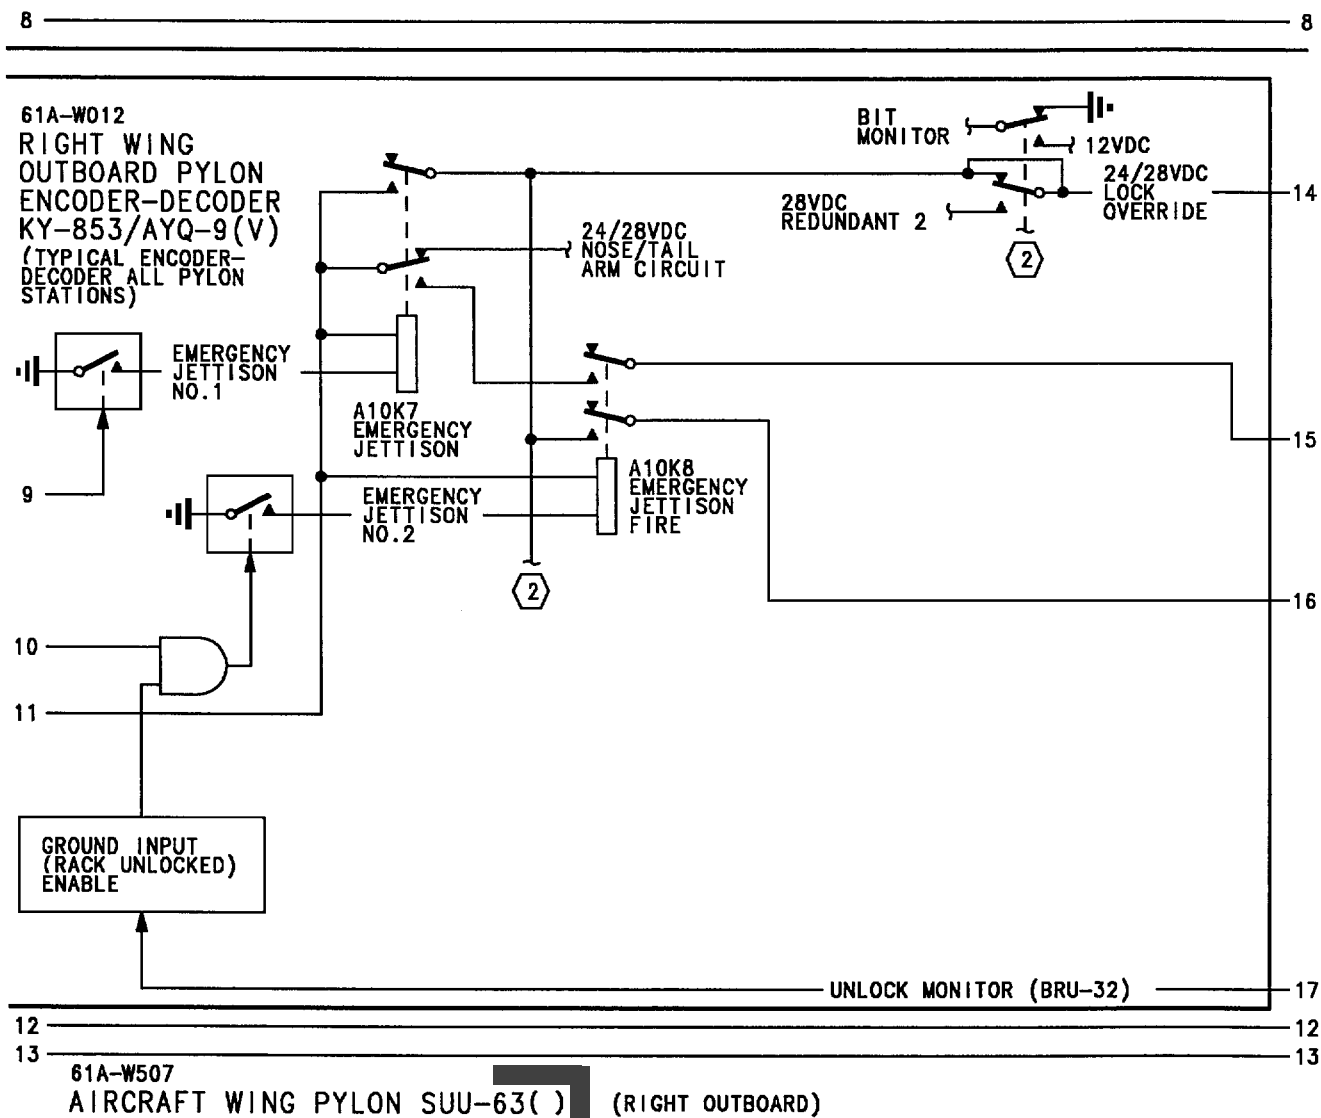 8 8
61A-W012
RIGHT WING
OUTBOARD PYLON
ENCODER-DECODER
KY-853/AYQ-9(V)
(TYPICAL ENCODER-
DECODER ALL PYLON
STATIONS)
BIT
MONITOR
12VDC
24/28VDC
LOCK
OVERRIDE
14
28VDC
REDUNDANT 2
2
24/28VDC
NOSE/TAIL
ARM CIRCUIT
EMERGENCY
JETTISON
NO.1
A10K7
EMERGENCY
JETTISON
15
9
EMERGENCY
JETTISON
NO.2
A10K8
EMERGENCY
JETTISON
FIRE
2
16
10
11
GROUND INPUT
(RACK UNLOCKED)
ENABLE
UNLOCK MONITOR (BRU-32)
17
12 12
13 13
61A-W507
AIRCRAFT WING PYLON SUU-63( ) (RIGHT OUTBOARD)